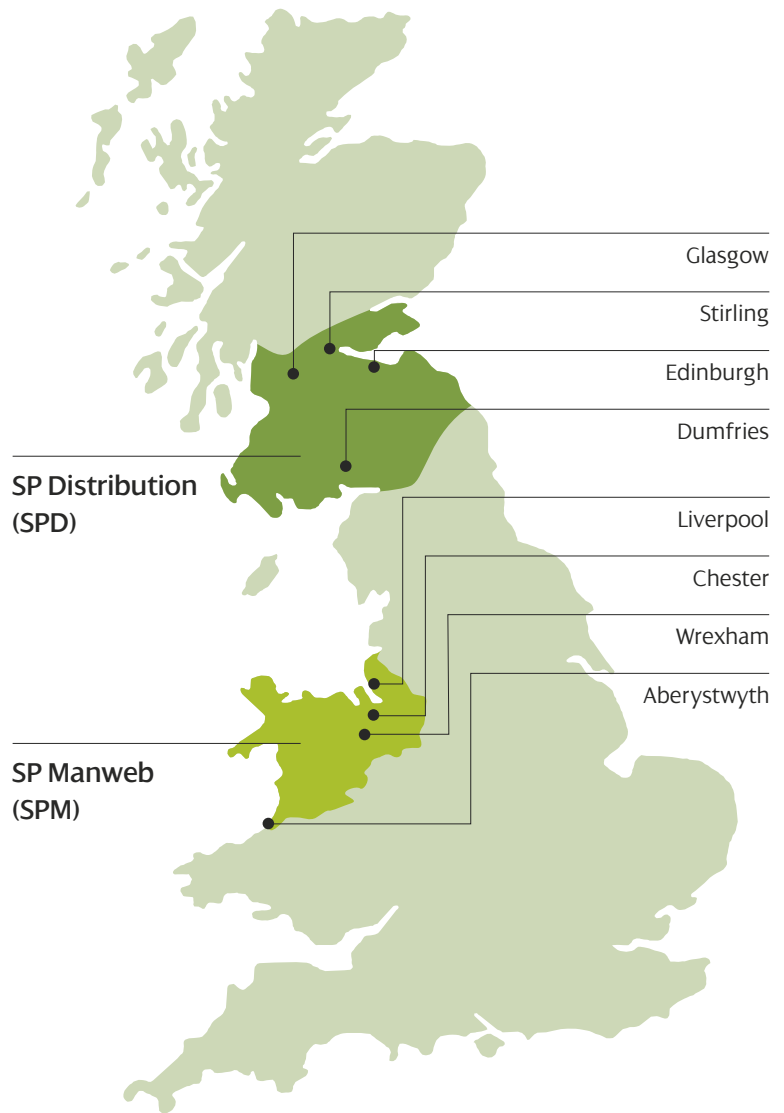 Glasgow
Stirling
Edinburgh
Dumfries
SP Distribution
(SPD)
Liverpool
Chester
Wrexham
Aberystwyth
SP Manweb
(SPM)